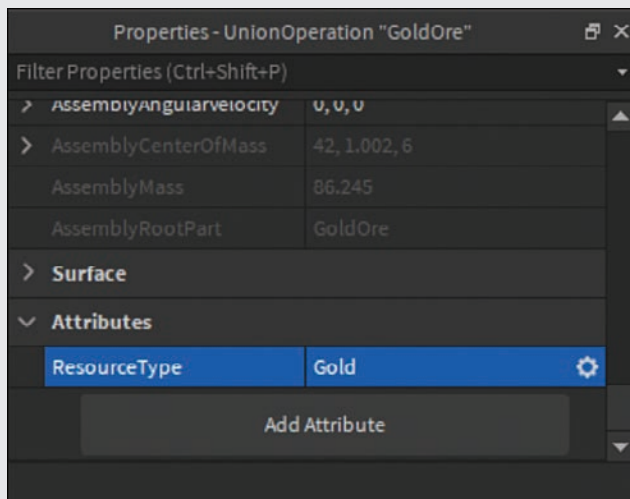 Properties - UnionOperation "GoldOre"
Filter Properties (Ctrl+Shift+P)
AssemblyAngularVelocity 0, 0, 0
AssemblyCenterOfMass 42, 1.002, 6
AssemblyMass 86.245
AssemblyRootPart GoldOre
Surface
Attributes
ResourceType Gold
Add Attribute